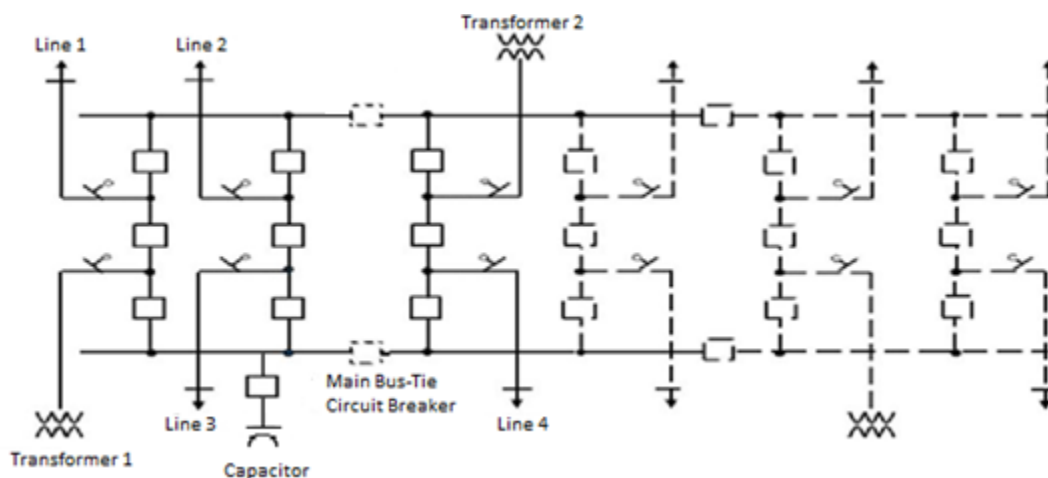 Transformer 2
Line 1
Line 2
Main Bus-Tie
Circuit Breaker
Line 3
Line 4
Transformer 1
Capacitor